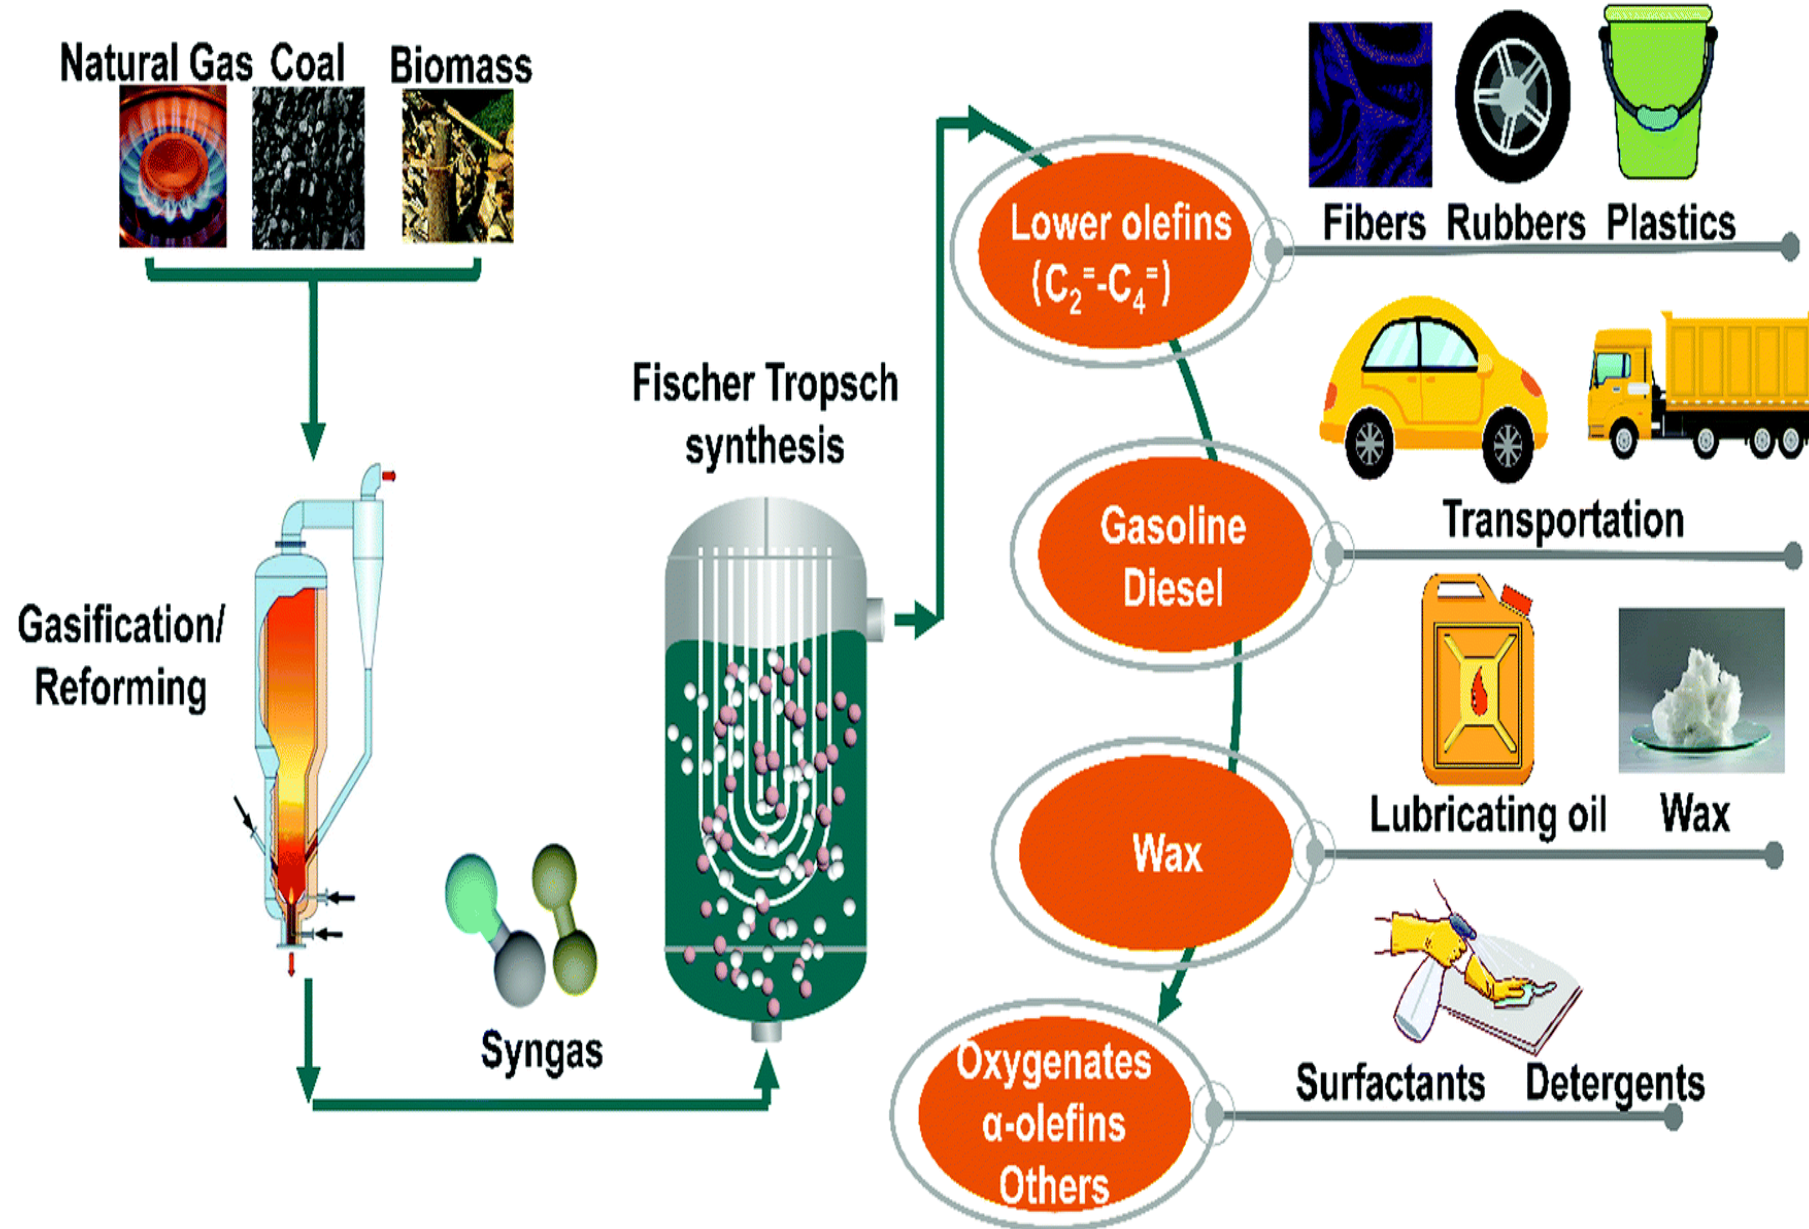 Natural Gas Coal Biomass
Gasification/
Reforming
Syngas
Fischer Tropsch
synthesis
Lower olefins
(C₂⁼-C₄⁼)
Fibers Rubbers Plastics
Gasoline
Diesel
Transportation
Wax
Lubricating oil Wax
Oxygenates
α-olefins
Others
Surfactants Detergents